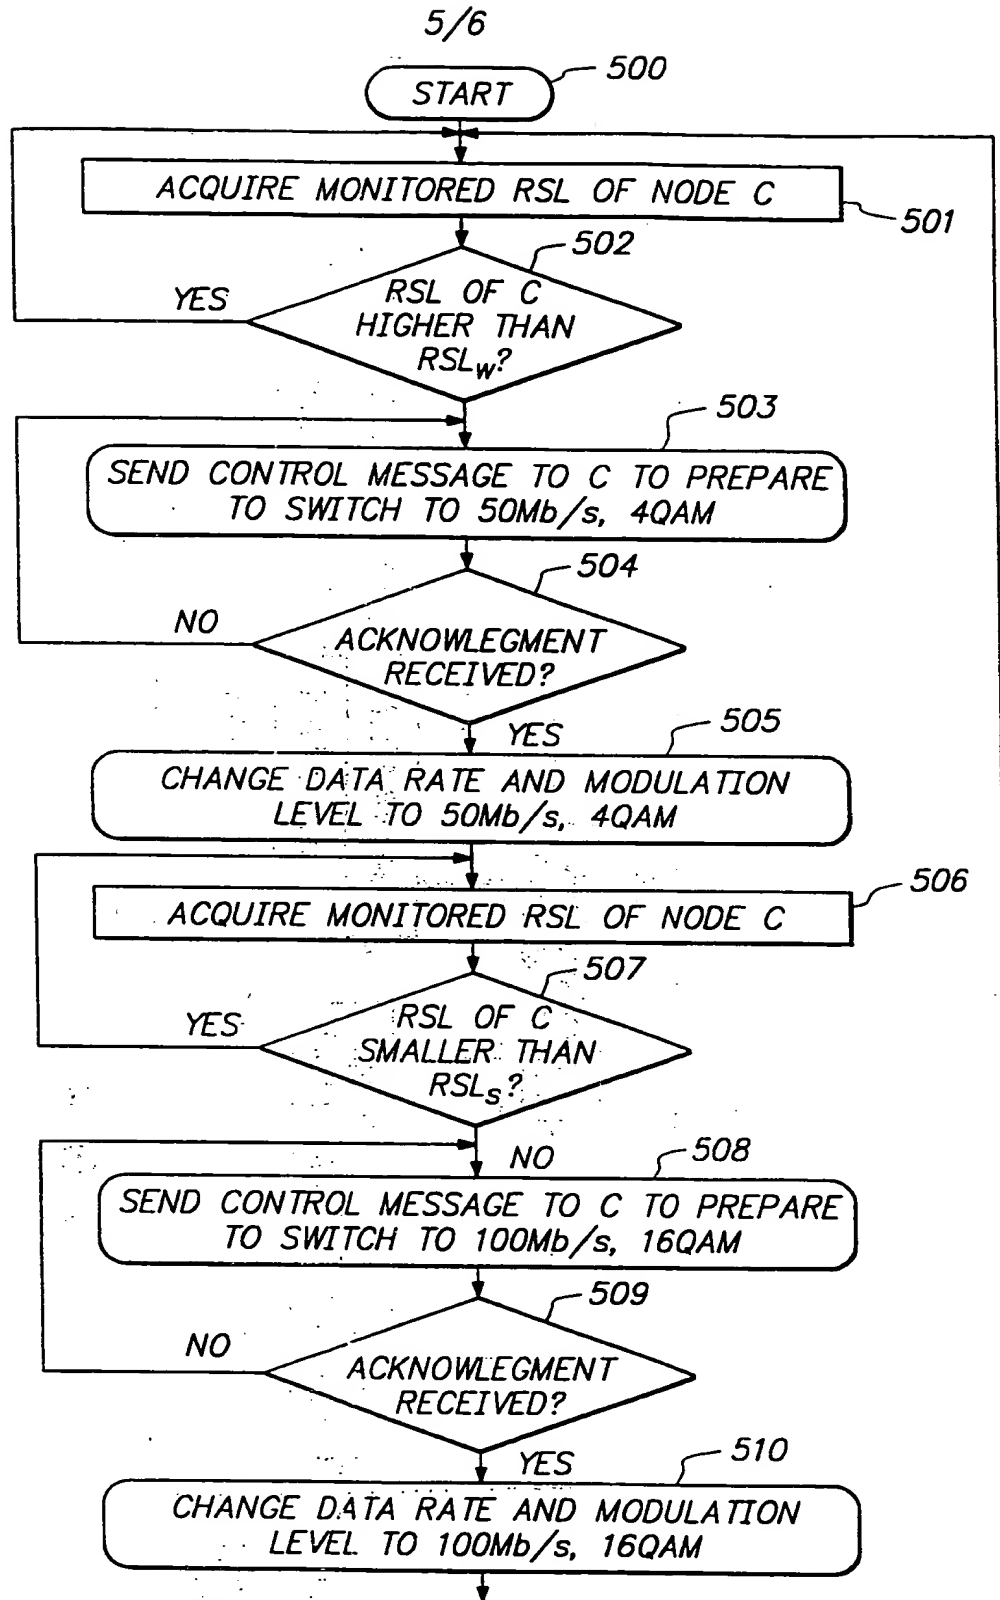 5/6
START
500
ACQUIRE MONITORED RSL OF NODE C
501
502
YES
RSL OF C
HIGHER THAN
RSLw?
503
SEND CONTROL MESSAGE TO C TO PREPARE
TO SWITCH TO 50Mb/s, 4QAM
504
NO
ACKNOWLEGMENT
RECEIVED?
YES
505
CHANGE DATA RATE AND MODULATION
LEVEL TO 50Mb/s, 4QAM
506
ACQUIRE MONITORED RSL OF NODE C
507
YES
RSL OF C
SMALLER THAN
RSLs?
NO
508
SEND CONTROL MESSAGE TO C TO PREPARE
TO SWITCH TO 100Mb/s, 16QAM
509
NO
ACKNOWLEGMENT
RECEIVED?
YES
510
CHANGE DATA RATE AND MODULATION
LEVEL TO 100Mb/s, 16QAM